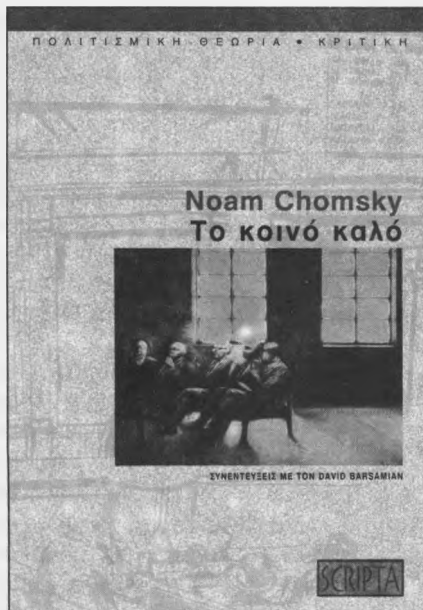 ΠΟΛΙΤΙΣΜΙΚΗ ΘΕΩΡΙΑ • ΚΡΙΤΙΚΗ
Noam Chomsky
Το κοινό καλό
ΣΥΝΕΝΤΕΥΞΕΙΣ ΜΕ ΤΟΝ DAVID BARSAMIAN
SCRIPTA